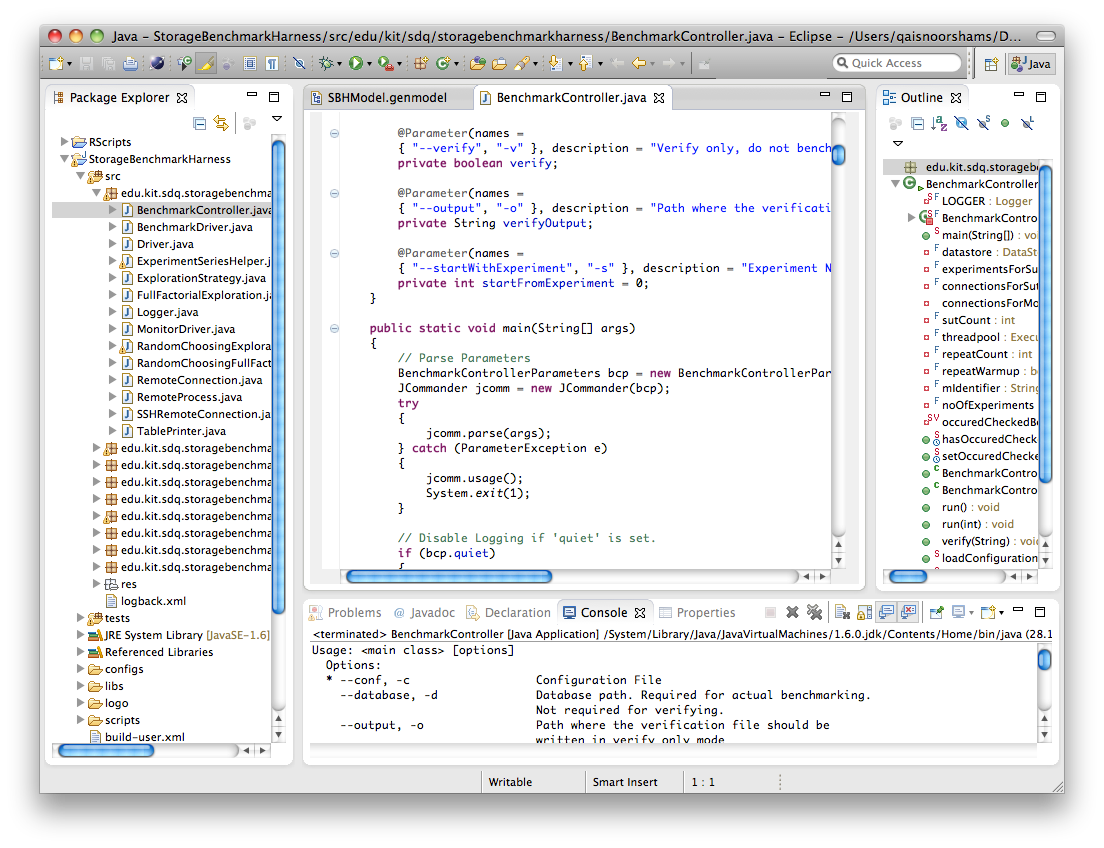 Java – StorageBenchmarkHarness/src/edu/kit/sdq/storagebenchmarkharness/BenchmarkController.java – Eclipse – /Users/qaisnoorshams/D...
Quick Access
Java
Package Explorer
RScripts
StorageBenchmarkHarness
src
edu.kit.sdq.storagebenchma
BenchmarkController.java
BenchmarkDriver.java
Driver.java
ExperimentSeriesHelper.j
ExplorationStrategy.java
FullFactorialExploration.ja
Logger.java
MonitorDriver.java
RandomChoosingExplora
RandomChoosingFullFact
RemoteConnection.java
RemoteProcess.java
SSHRemoteConnection.ja
TablePrinter.java
edu.kit.sdq.storagebenchma
edu.kit.sdq.storagebenchma
edu.kit.sdq.storagebenchma
edu.kit.sdq.storagebenchma
edu.kit.sdq.storagebenchma
edu.kit.sdq.storagebenchma
edu.kit.sdq.storagebenchma
edu.kit.sdq.storagebenchma
res
logback.xml
tests
JRE System Library [JavaSE-1.6]
Referenced Libraries
configs
libs
logo
scripts
build-user.xml
SBHModel.genmodel
BenchmarkController.java
@Parameter(names =
{ "--verify", "-v" }, description = "Verify only, do not bench
private boolean verify;
@Parameter(names =
{ "--output", "-o" }, description = "Path where the verificati
private String verifyOutput;
@Parameter(names =
{ "--startWithExperiment", "-s" }, description = "Experiment N
private int startFromExperiment = 0;
}
public static void main(String[] args)
{
// Parse Parameters
BenchmarkControllerParameters bcp = new BenchmarkControllerPar
JCommander jcomm = new JCommander(bcp);
try
{
jcomm.parse(args);
} catch (ParameterException e)
{
jcomm.usage();
System.exit(1);
}
// Disable Logging if 'quiet' is set.
if (bcp.quiet)
{
Outline
edu.kit.sdq.storageb
BenchmarkController
LOGGER : Logger
BenchmarkContro
main(String[]) : voi
datastore : DataSt
experimentsForSu
connectionsForSut
connectionsForMo
sutCount : int
threadpool : Execu
repeatCount : int
repeatWarmup : b
mIdentifier : String
noOfExperiments
occuredCheckedE
hasOccuredCheck
setOccuredChecke
BenchmarkContro
BenchmarkContro
run() : void
run(int) : void
verify(String) : void
loadConfiguration
Problems
@ Javadoc
Declaration
Console
Properties
<terminated> BenchmarkController [Java Application] /System/Library/Java/JavaVirtualMachines/1.6.0.jdk/Contents/Home/bin/java (28.1
Usage: <main class> [options]
Options:
* --conf, -c Configuration File
--database, -d Database path. Required for actual benchmarking.
Not required for verifying.
--output, -o Path where the verification file should be
written in verify only mode
Writable
Smart Insert
1 : 1